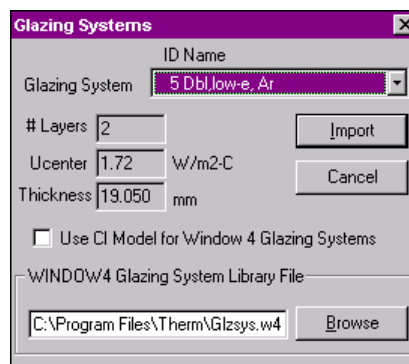 Glazing Systems
ID Name
Glazing System 5 Dbl,low-e, Ar
# Layers 2 Import
Ucenter 1.72 W/m2-C Cancel
Thickness 19.050 mm
Use CI Model for Window 4 Glazing Systems
WINDOW4 Glazing System Library File
C:\Program Files\Therm\Glzsys.w4 Browse